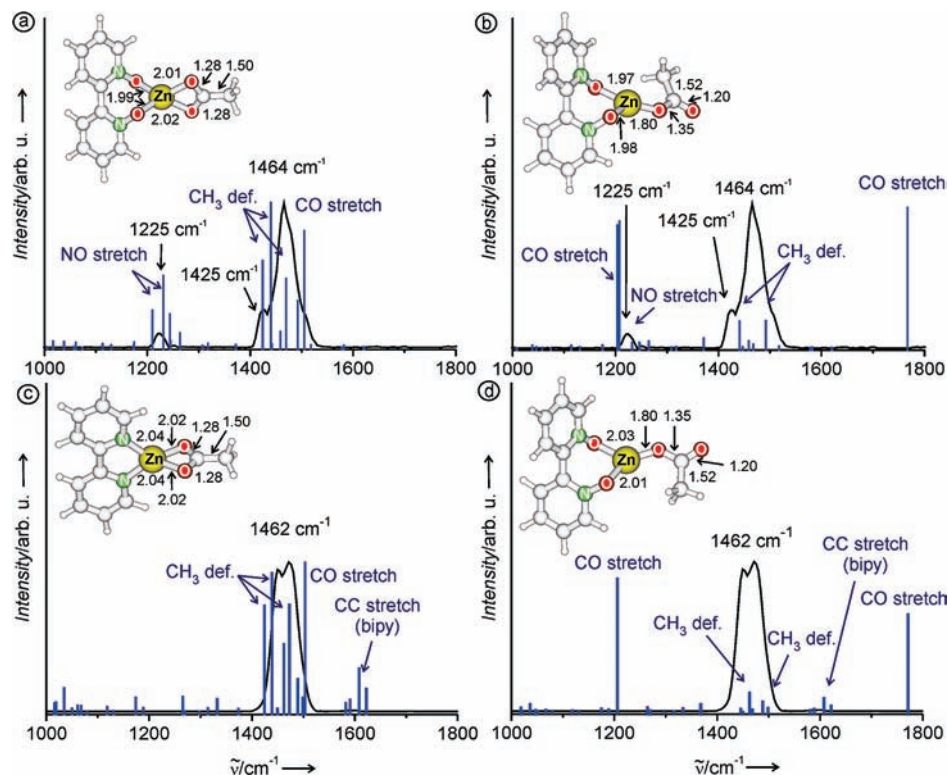 a
b
N
N
Zn
O
O
O
O
2.01
1.28
1.50
1.993
2.02
1.28
1464 cm⁻¹
CH₃ def.
CO stretch
1225 cm⁻¹
NO stretch
1425 cm⁻¹
Intensity/arb. u.
1000 1200 1400 1600 1800
N
N
Zn
O
O
O
O
1.97
1.52
1.20
1.80
1.35
1.98
1225 cm⁻¹
1464 cm⁻¹
CO stretch
1425 cm⁻¹
CH₃ def.
CO stretch
NO stretch
Intensity/arb. u.
1000 1200 1400 1600 1800
c
d
N
N
Zn
O
O
2.02
1.28
1.50
2.04
2.04
1.28
2.02
1462 cm⁻¹
CH₃ def.
CO stretch
CC stretch
(bipy)
Intensity/arb. u.
1000 1200 1400 1600 1800
ν̃/cm⁻¹
N
N
Zn
O
O
O
O
1.80
1.35
2.03
1.20
2.01
1.52
1462 cm⁻¹
CO stretch
CC stretch
(bipy)
CO stretch
CH₃ def.
CH₃ def.
Intensity/arb. u.
1000 1200 1400 1600 1800
ν̃/cm⁻¹